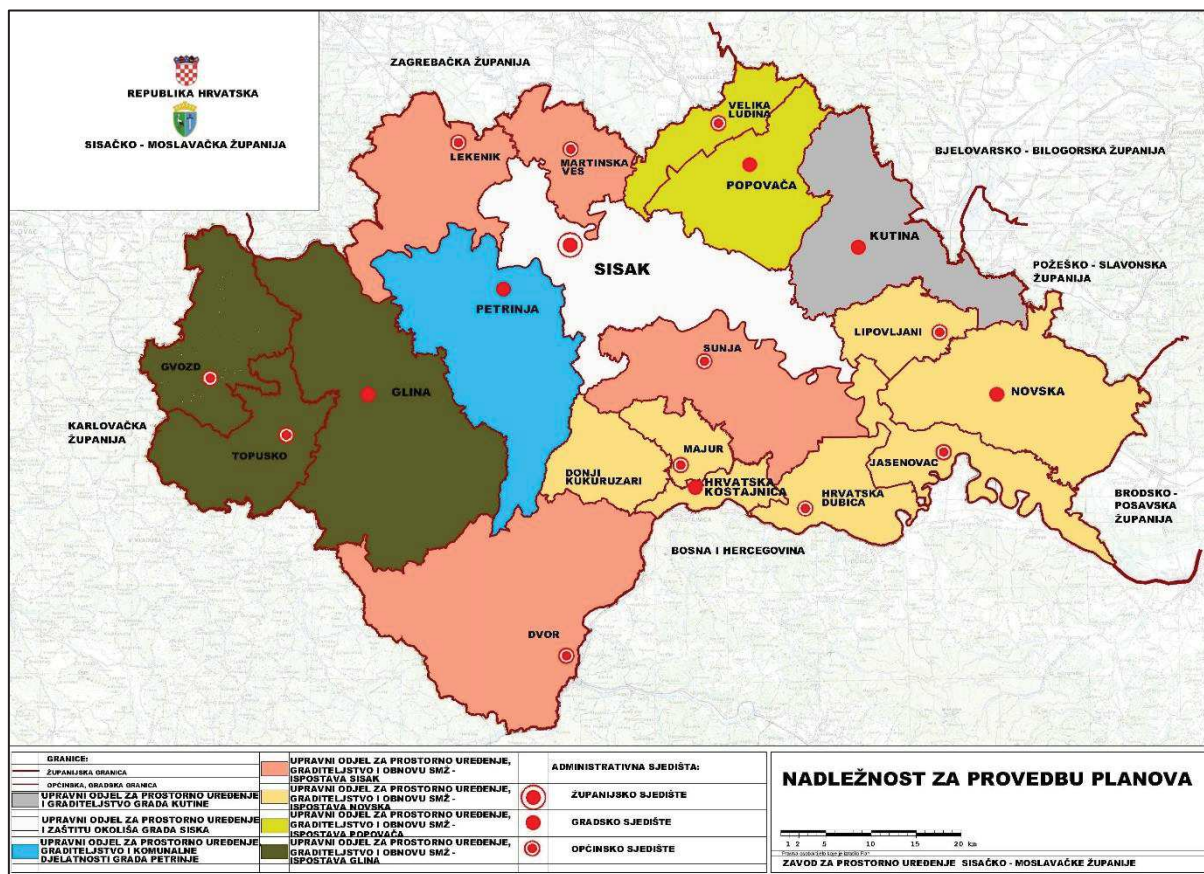 REPUBLIKA HRVATSKA
SISAČKO - MOSLAVAČKA ŽUPANIJA
ZAGREBAČKA ŽUPANIJA
BJELOVARSKO - BILOGORSKA ŽUPANIJA
POŽEŠKO - SLAVONSKA
ŽUPANIJA
KARLOVAČKA
ŽUPANIJA
BRODSKO -
POSAVSKA
ŽUPANIJA
BOSNA I HERCEGOVINA
LEKENIK
MARTINSKA
VES
VELIKA
LUDINA
POPOVAČA
KUTINA
SISAK
PETRINJA
LIPOVLJANI
SUNJA
GVOZD
GLINA
NOVSKA
TOPUSKO
MAJUR
JASENOVAC
DONJI
KUKURUZARI
HRVATSKA
KOSTAJNICA
HRVATSKA
DUBICA
DVOR
GRANICE:
ŽUPANIJSKA GRANICA
OPĆINSKA, GRADSKA GRANICA
UPRAVNI ODJEL ZA PROSTORNO UREĐENJE
I GRADITELJSTVO GRADA KUTINE
UPRAVNI ODJEL ZA PROSTORNO UREĐENJE
I ZAŠTITU OKOLIŠA GRADA SISKA
UPRAVNI ODJEL ZA PROSTORNO UREĐENJE,
GRADITELJSTVO I KOMUNALNE
DJELATNOSTI GRADA PETRINJE
UPRAVNI ODJEL ZA PROSTORNO UREĐENJE,
GRADITELJSTVO I OBNOVU SMŽ -
ISPOSTAVA SISAK
UPRAVNI ODJEL ZA PROSTORNO UREĐENJE,
GRADITELJSTVO I OBNOVU SMŽ -
ISPOSTAVA NOVSKA
UPRAVNI ODJEL ZA PROSTORNO UREĐENJE,
GRADITELJSTVO I OBNOVU SMŽ -
ISPOSTAVA POPOVAČA
UPRAVNI ODJEL ZA PROSTORNO UREĐENJE,
GRADITELJSTVO I OBNOVU SMŽ -
ISPOSTAVA GLINA
ADMINISTRATIVNA SJEDIŠTA:
ŽUPANIJSKO SJEDIŠTE
GRADSKO SJEDIŠTE
OPĆINSKO SJEDIŠTE
NADLEŽNOST ZA PROVEDBU PLANOVA
1 2 5 10 15 20 km
ZAVOD ZA PROSTORNO UREĐENJE SISAČKO - MOSLAVAČKE ŽUPANIJE